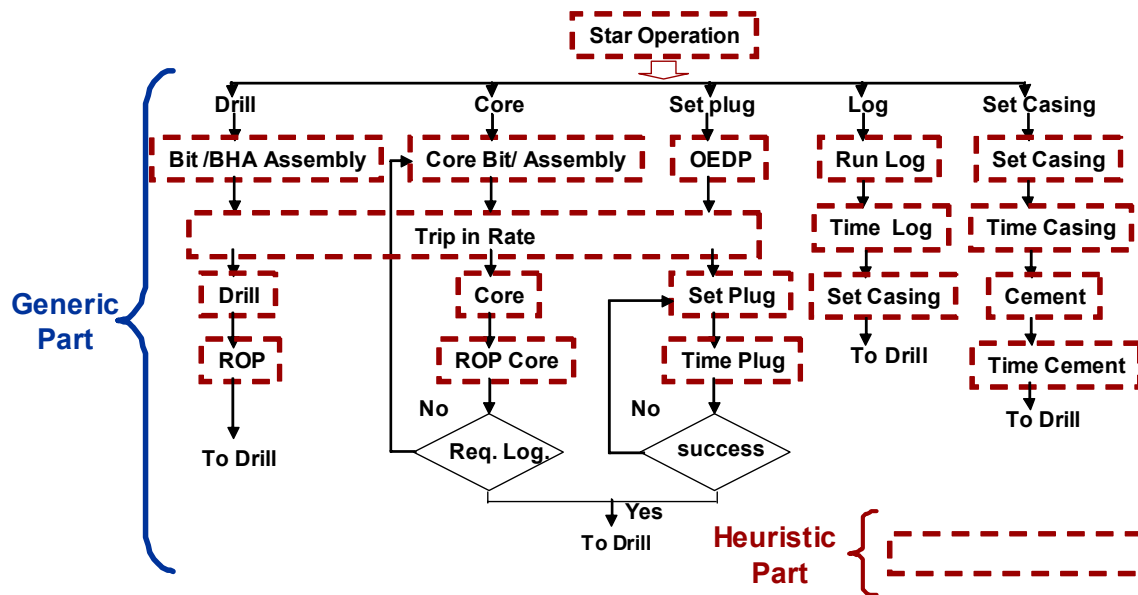 Star Operation
Drill
Core
Set plug
Log
Set Casing
Bit /BHA Assembly
Core Bit/ Assembly
OEDP
Run Log
Set Casing
Trip in Rate
Time Log
Time Casing
Generic
Part
Drill
Core
Set Plug
Set Casing
Cement
ROP
ROP Core
Time Plug
To Drill
Time Cement
No
No
To Drill
To Drill
Req. Log.
success
Yes
To Drill
Heuristic
Part